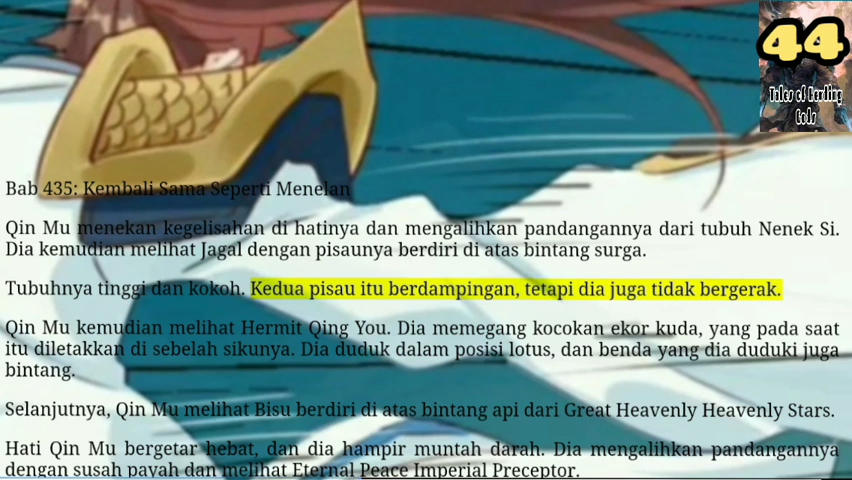 44
Tales of Herding
Gods
Bab 435: Kembali Sama Seperti Menelan
Qin Mu menekan kegelisahan di hatinya dan mengalihkan pandangannya dari tubuh Nenek Si.
Dia kemudian melihat Jagal dengan pisaunya berdiri di atas bintang surga.
Tubuhnya tinggi dan kokoh. Kedua pisau itu berdampingan, tetapi dia juga tidak bergerak.
Qin Mu kemudian melihat Hermit Qing You. Dia memegang kocokan ekor kuda, yang pada saat
itu diletakkan di sebelah sikunya. Dia duduk dalam posisi lotus, dan benda yang dia duduki juga
bintang.
Selanjutnya, Qin Mu melihat Bisu berdiri di atas bintang api dari Great Heavenly Heavenly Stars.
Hati Qin Mu bergetar hebat, dan dia hampir muntah darah. Dia mengalihkan pandangannya
dengan susah payah dan melihat Eternal Peace Imperial Preceptor.